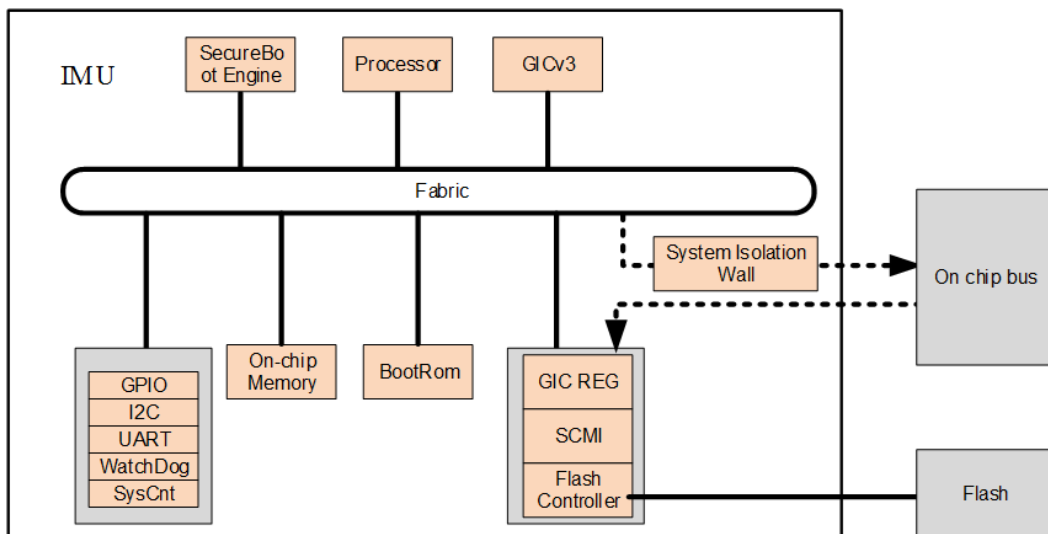 IMU
SecureBo
ot Engine
Processor
GICv3
Fabric
System Isolation
Wall
On chip bus
GPIO
I2C
UART
WatchDog
SysCnt
On-chip
Memory
BootRom
GIC REG
SCMI
Flash
Controller
Flash